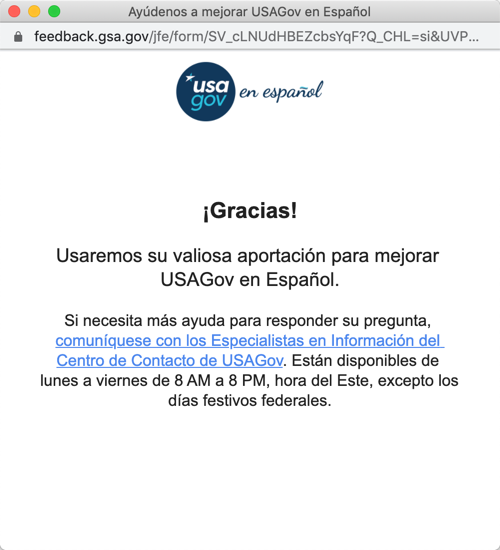 Ayúdenos a mejorar USAGov en Español
feedback.gsa.gov/jfe/form/SV_cLNUdHBEZcbsYqF?Q_CHL=si&UVP...
usa
gov
en español
¡Gracias!
Usaremos su valiosa aportación para mejorar
USAGov en Español.
Si necesita más ayuda para responder su pregunta,
comuníquese con los Especialistas en Información del
Centro de Contacto de USAGov. Están disponibles de
lunes a viernes de 8 AM a 8 PM, hora del Este, excepto los
días festivos federales.